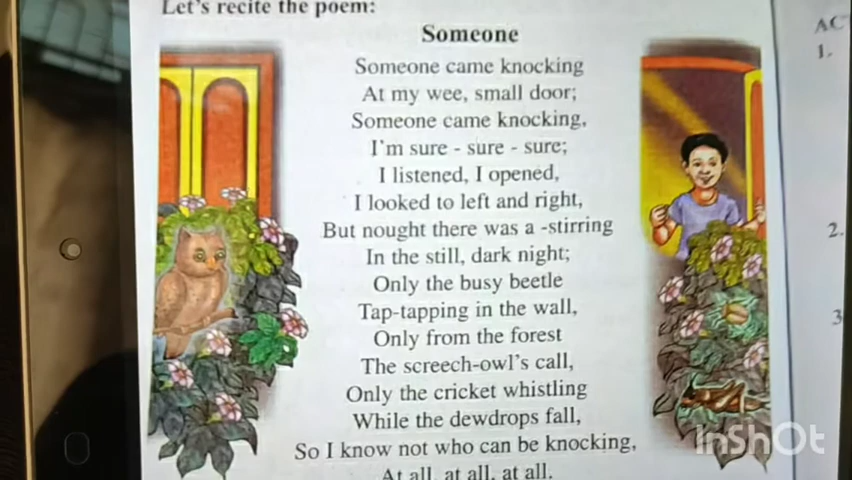 Let's recite the poem:
Someone
Someone came knocking
At my wee, small door;
Someone came knocking,
I'm sure - sure - sure;
I listened, I opened,
I looked to left and right,
But nought there was a -stirring
In the still, dark night;
Only the busy beetle
Tap-tapping in the wall,
Only from the forest
The screech-owl's call,
Only the cricket whistling
While the dewdrops fall,
So I know not who can be knocking,
At all, at all, at all.
AC
1.
2.
3
InShOt